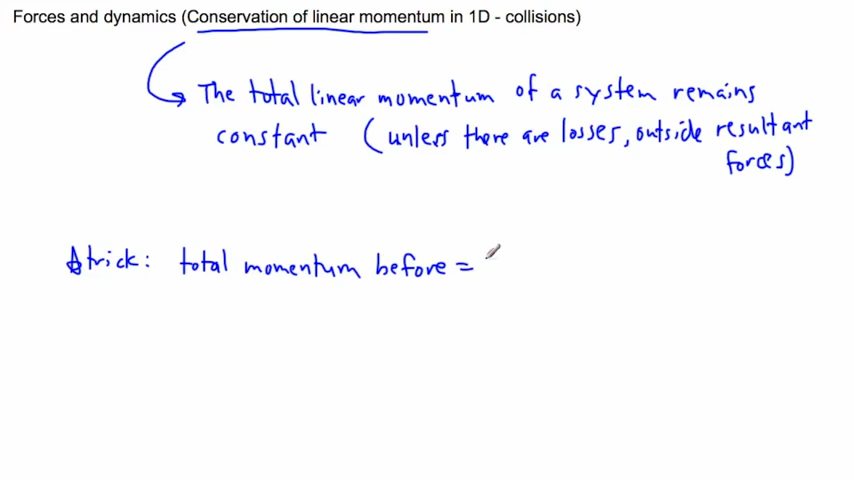 Forces and dynamics (Conservation of linear momentum in 1D - collisions)
The total linear momentum of a system remains
constant (unless there are losses, outside resultant
forces)
trick: total momentum before =